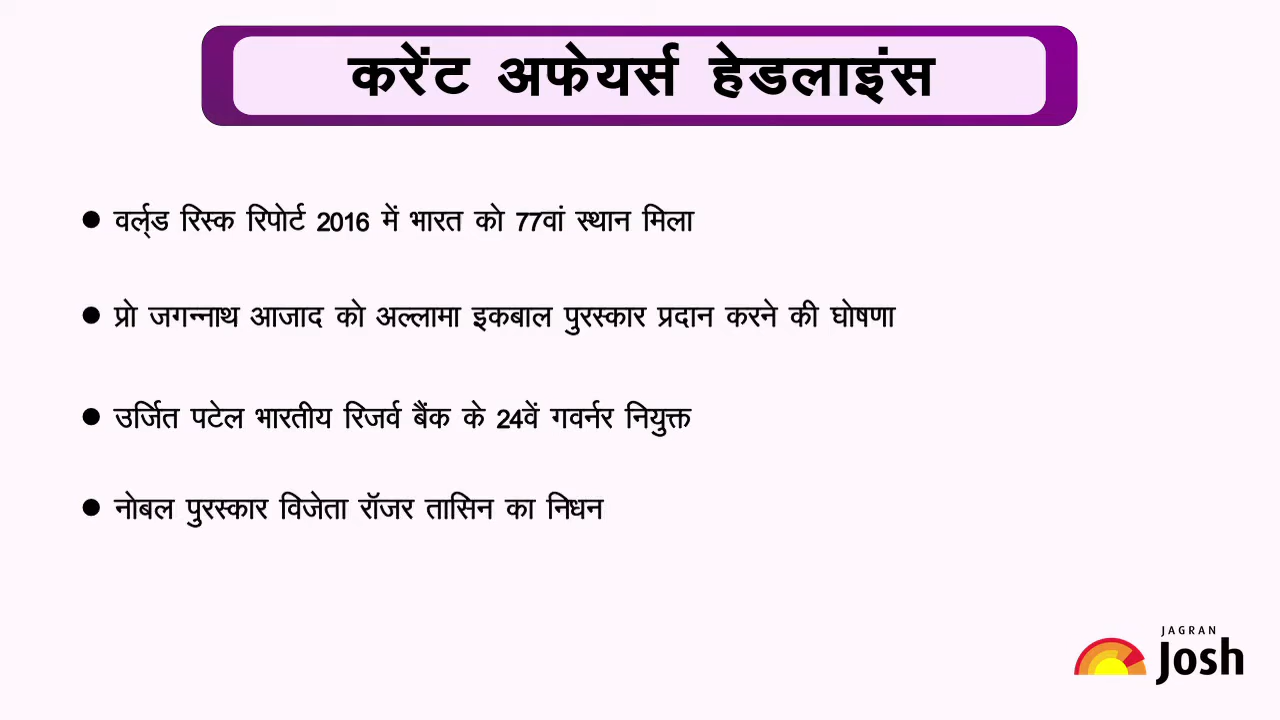 करेंट अफेयर्स हेडलाइंस
● वर्ल्ड रिस्क रिपोर्ट 2016 में भारत को 77वां स्थान मिला
● प्रो जगन्नाथ आजाद को अल्लामा इकबाल पुरस्कार प्रदान करने की घोषणा
● उर्जित पटेल भारतीय रिजर्व बैंक के 24वें गवर्नर नियुक्त
● नोबल पुरस्कार विजेता रॉजर तासिन का निधन
JAGRAN
Josh